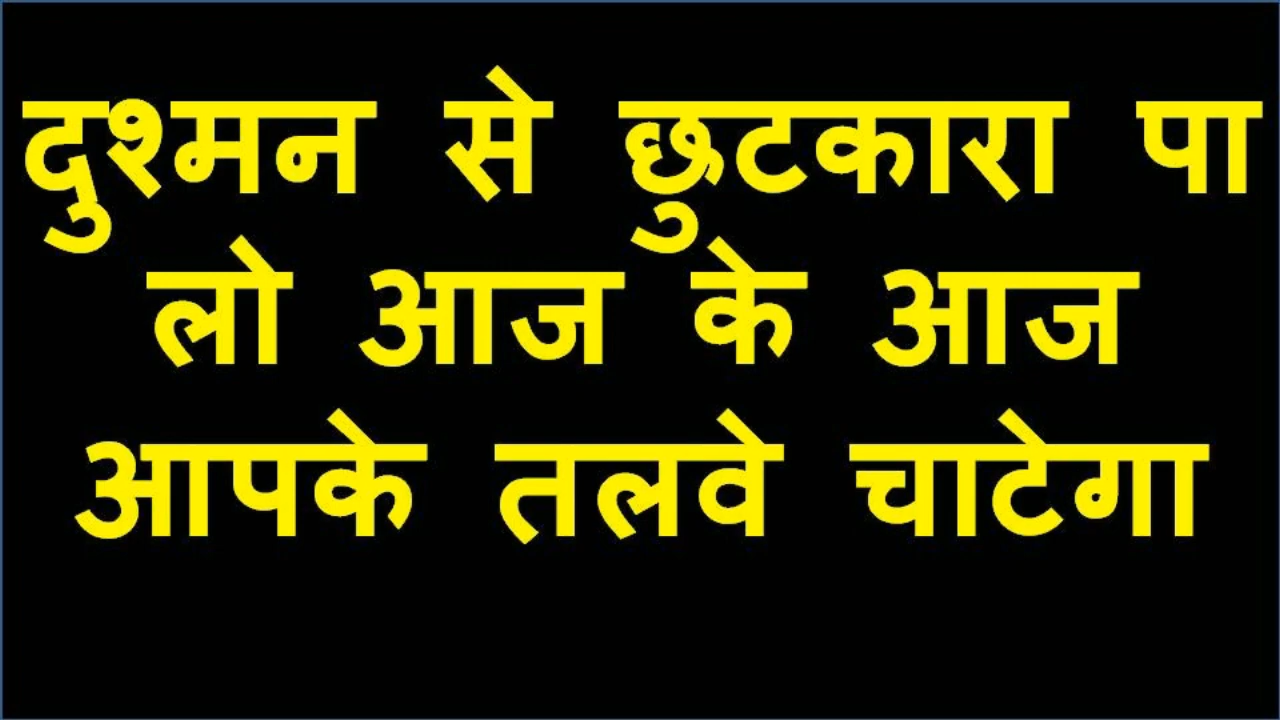 दुश्मन से छुटकारा पा
लो आज के आज
आपके तलवे चाटेगा